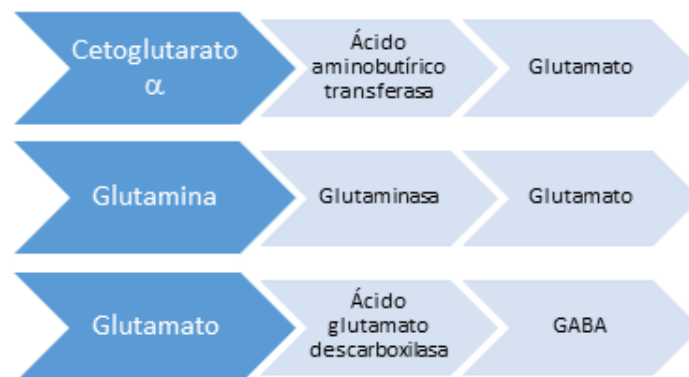 Cetoglutarato
α
Ácido
aminobutírico
transferasa
Glutamato
Glutamina
Glutaminasa
Glutamato
Glutamato
Ácido
glutamato
descarboxilasa
GABA